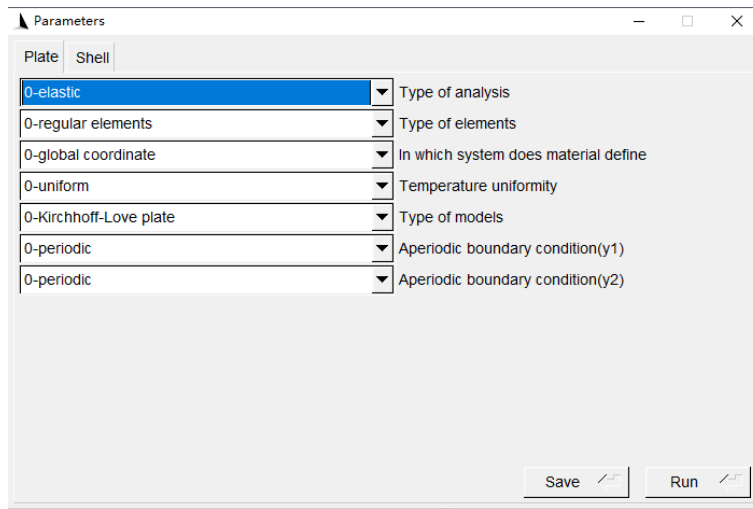 Parameters
Plate Shell
0-elastic Type of analysis
0-regular elements Type of elements
0-global coordinate In which system does material define
0-uniform Temperature uniformity
0-Kirchhoff-Love plate Type of models
0-periodic Aperiodic boundary condition(y1)
0-periodic Aperiodic boundary condition(y2)
Save Run